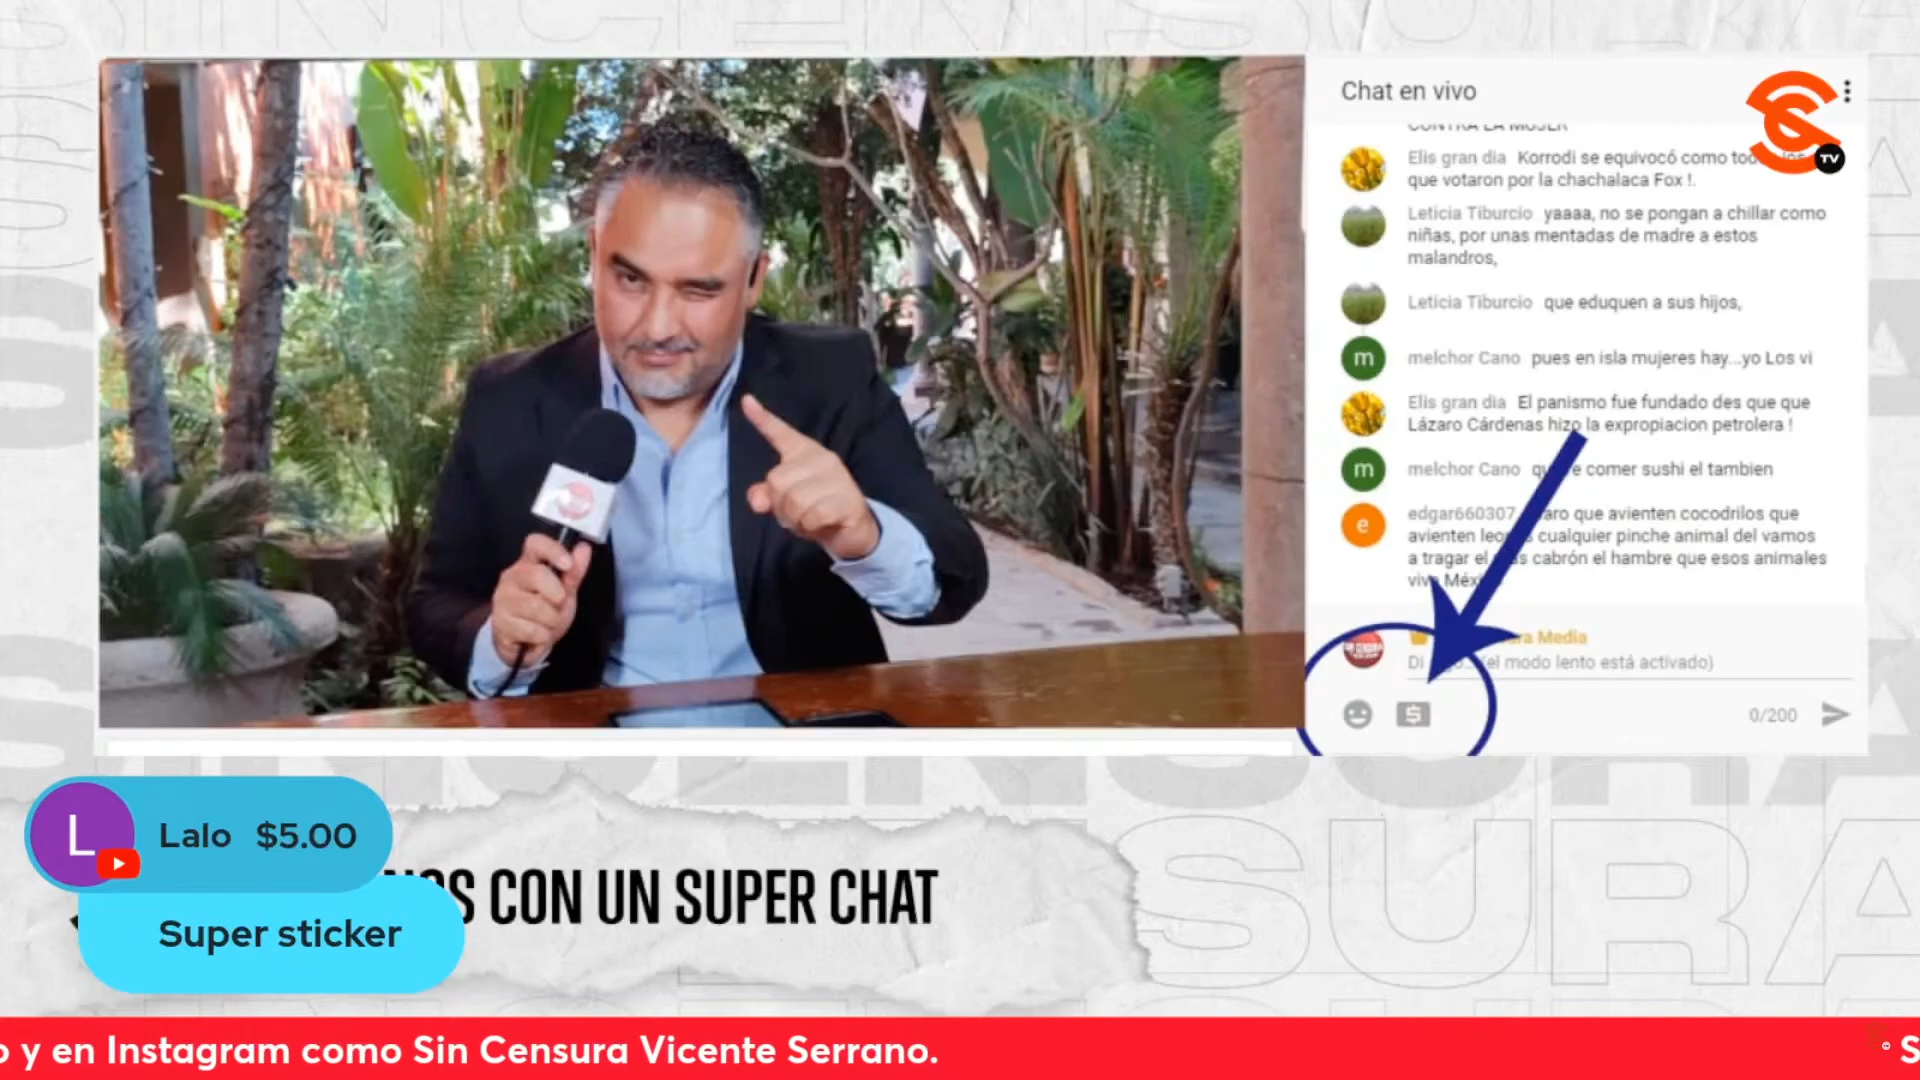 Chat en vivo
TV
CONTRA LA MUJER
Elis gran dia Korrodi se equivocó como
que votaron por la chachalaca Fox !.
Leticia Tiburcio yaaaa, no se pongan a chillar como
niñas, por unas mentadas de madre a estos
malandros,
Leticia Tiburcio que eduquen a sus hijos,
m
melchor Cano pues en isla mujeres hay...yo Los vi
Elis gran dia El panismo fue fundado des que que
Lázaro Cárdenas hizo la expropiacion petrolera !
m
melchor Cano comer sushi el tambien
e
edgar660307 que avienten cocodrilos que
avienten cualquier pinche animal del vamos
a tragar cabrón el hambre que esos animales
Media
(el modo lento está activado)
0/200
L
Lalo $5.00
Super sticker
CON UN SUPER CHAT
y en Instagram como Sin Censura Vicente Serrano.